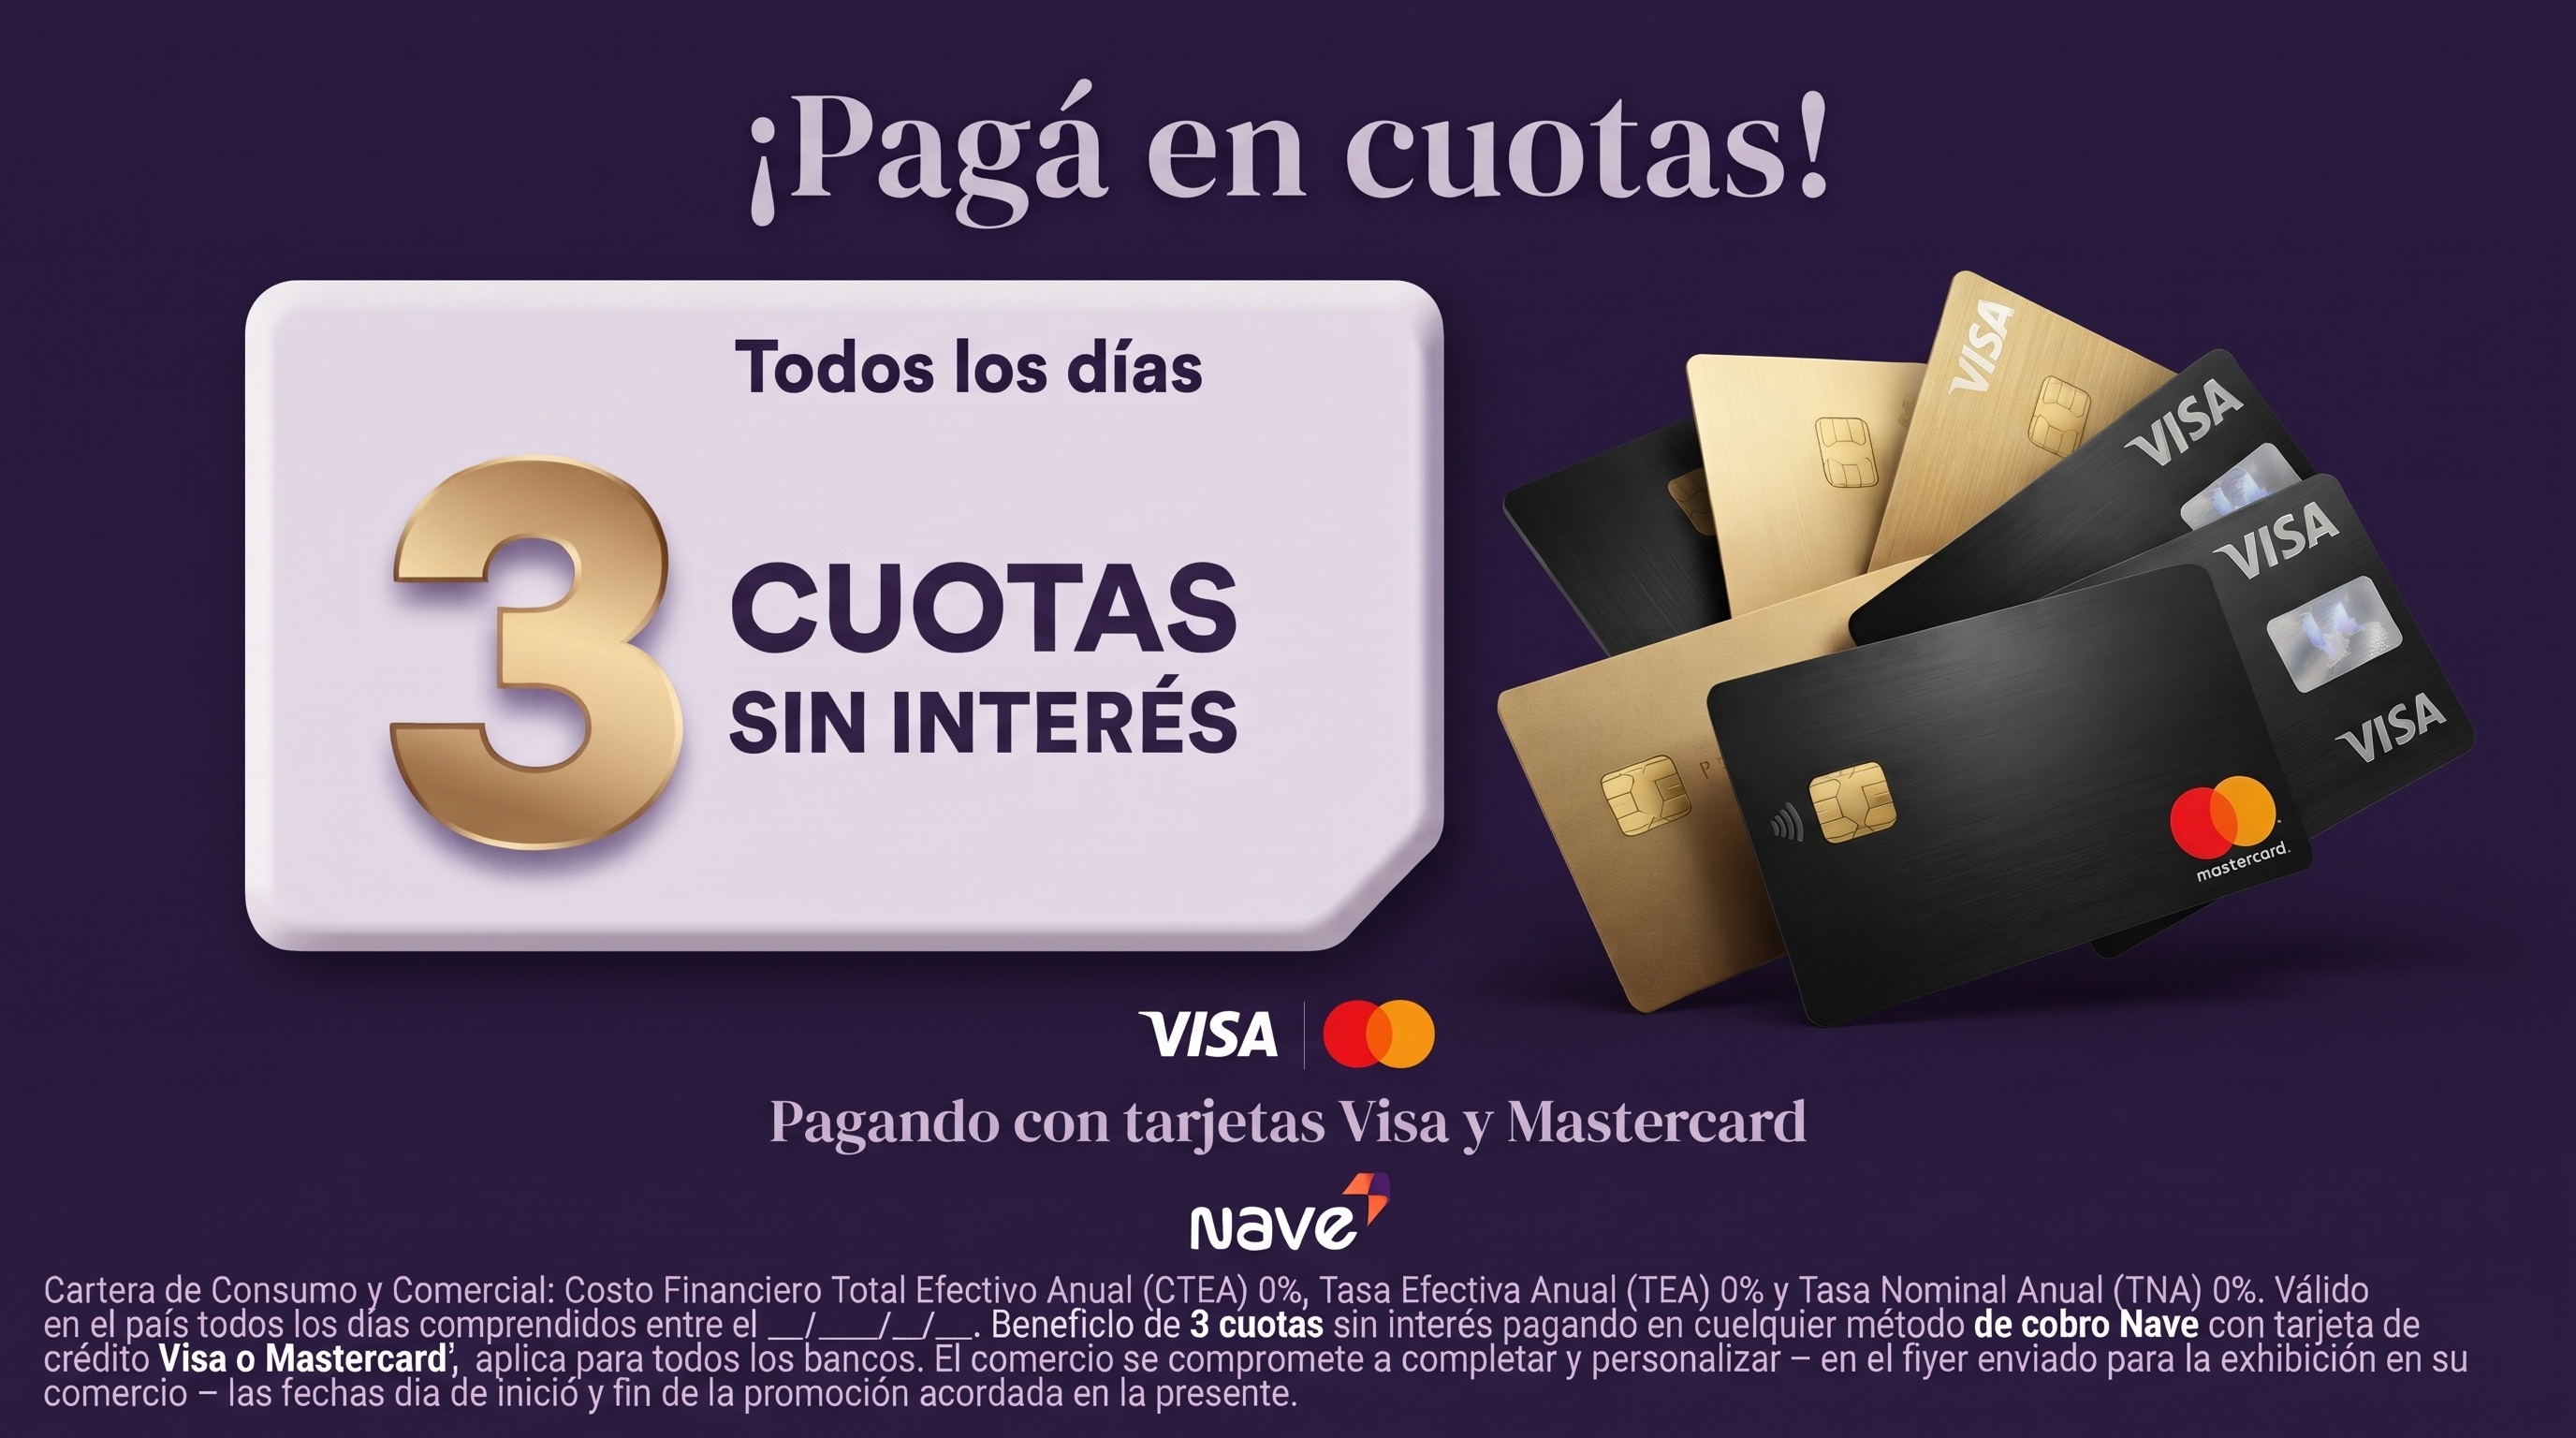 ¡Pagá en cuotas!
Todos los días
3
CUOTAS
SIN INTERÉS
VISA
VISA
VISA
VISA
mastercard.
VISA
Pagando con tarjetas Visa y Mastercard
nave
Cartera de Consumo y Comercial: Costo Financiero Total Efectivo Anual (CTEA) 0%, Tasa Efectiva Anual (TEA) 0% y Tasa Nominal Anual (TNA) 0%. Válido
en el país todos los días comprendidos entre el __/____/__/__. Beneficlo de 3 cuotas sin interés pagando en cuelquier método de cobro Nave con tarjeta de
crédito Visa o Mastercard’, aplica para todos los bancos. El comercio se compromete a completar y personalizar – en el fiyer enviado para la exhibición en su
comercio – las fechas dia de inició y fin de la promoción acordada en la presente.